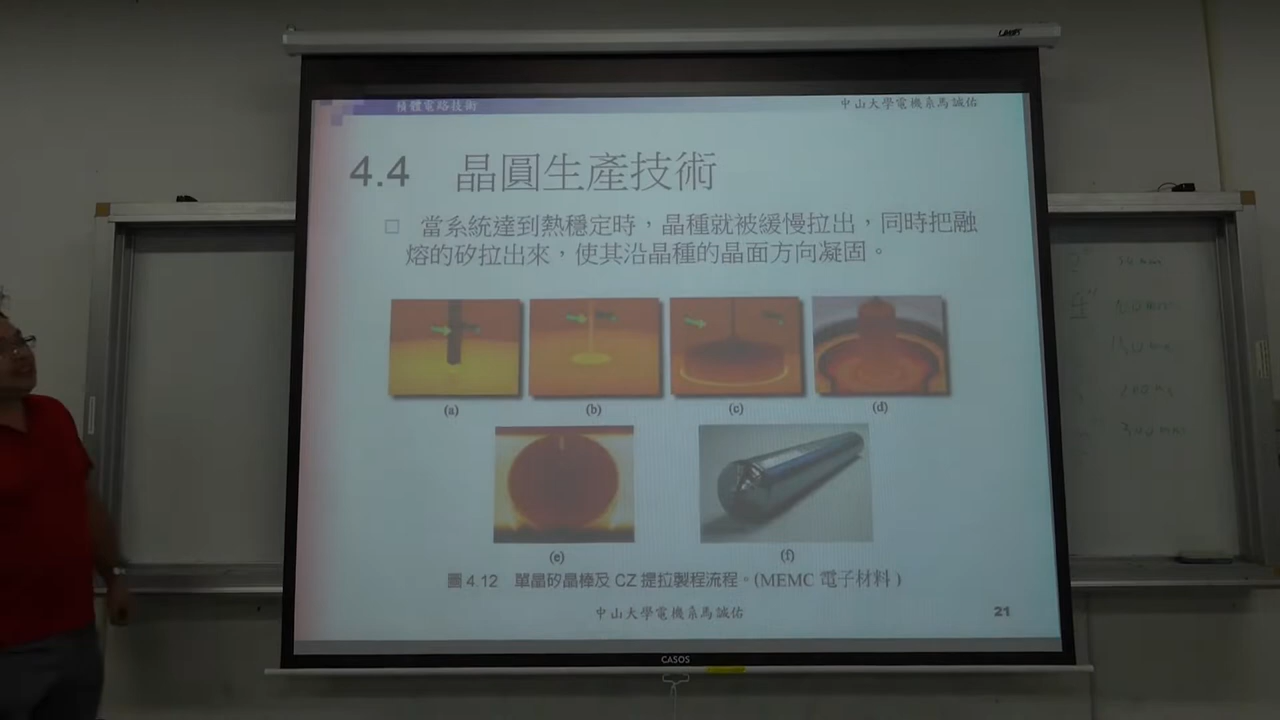 積體電路技術
中山大學電機系馬誠佑
4.4 晶圓生產技術
當系統達到熱穩定時，晶種就被緩慢拉出，同時把融
熔的矽拉出來，使其沿晶種的晶面方向凝固。
(a) (b) (c) (d)
(e) (f)
圖 4.12 單晶矽晶棒及 CZ 提拉製程流程。(MEMC 電子材料)
中山大學電機系馬誠佑
21
CASOS